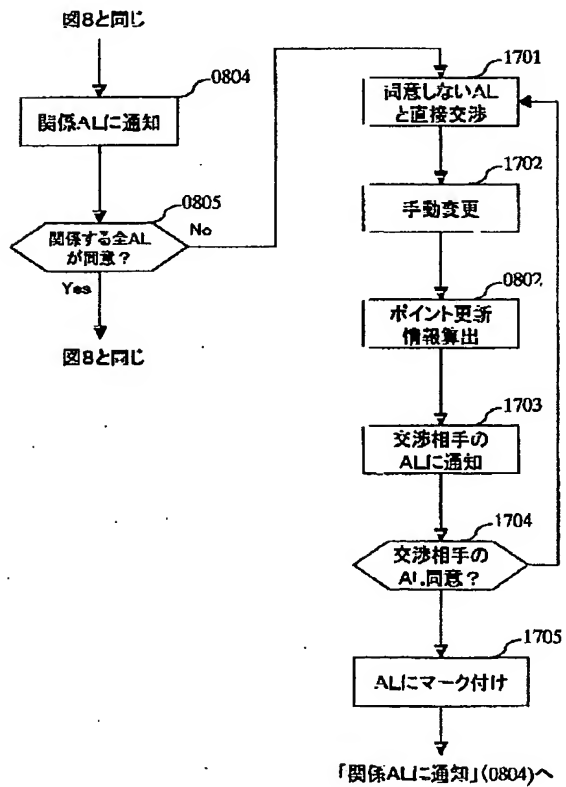 図8と同じ
0804
関係ALに通知
0805
関係する全AL
が同意？
No
Yes
図8と同じ
1701
同意しないAL
と直接交渉
1702
手動変更
0802
ポイント更新
情報算出
1703
交渉相手の
ALに通知
1704
交渉相手の
AL同意？
1705
ALにマーク付け
「関係ALに通知」(0804)へ